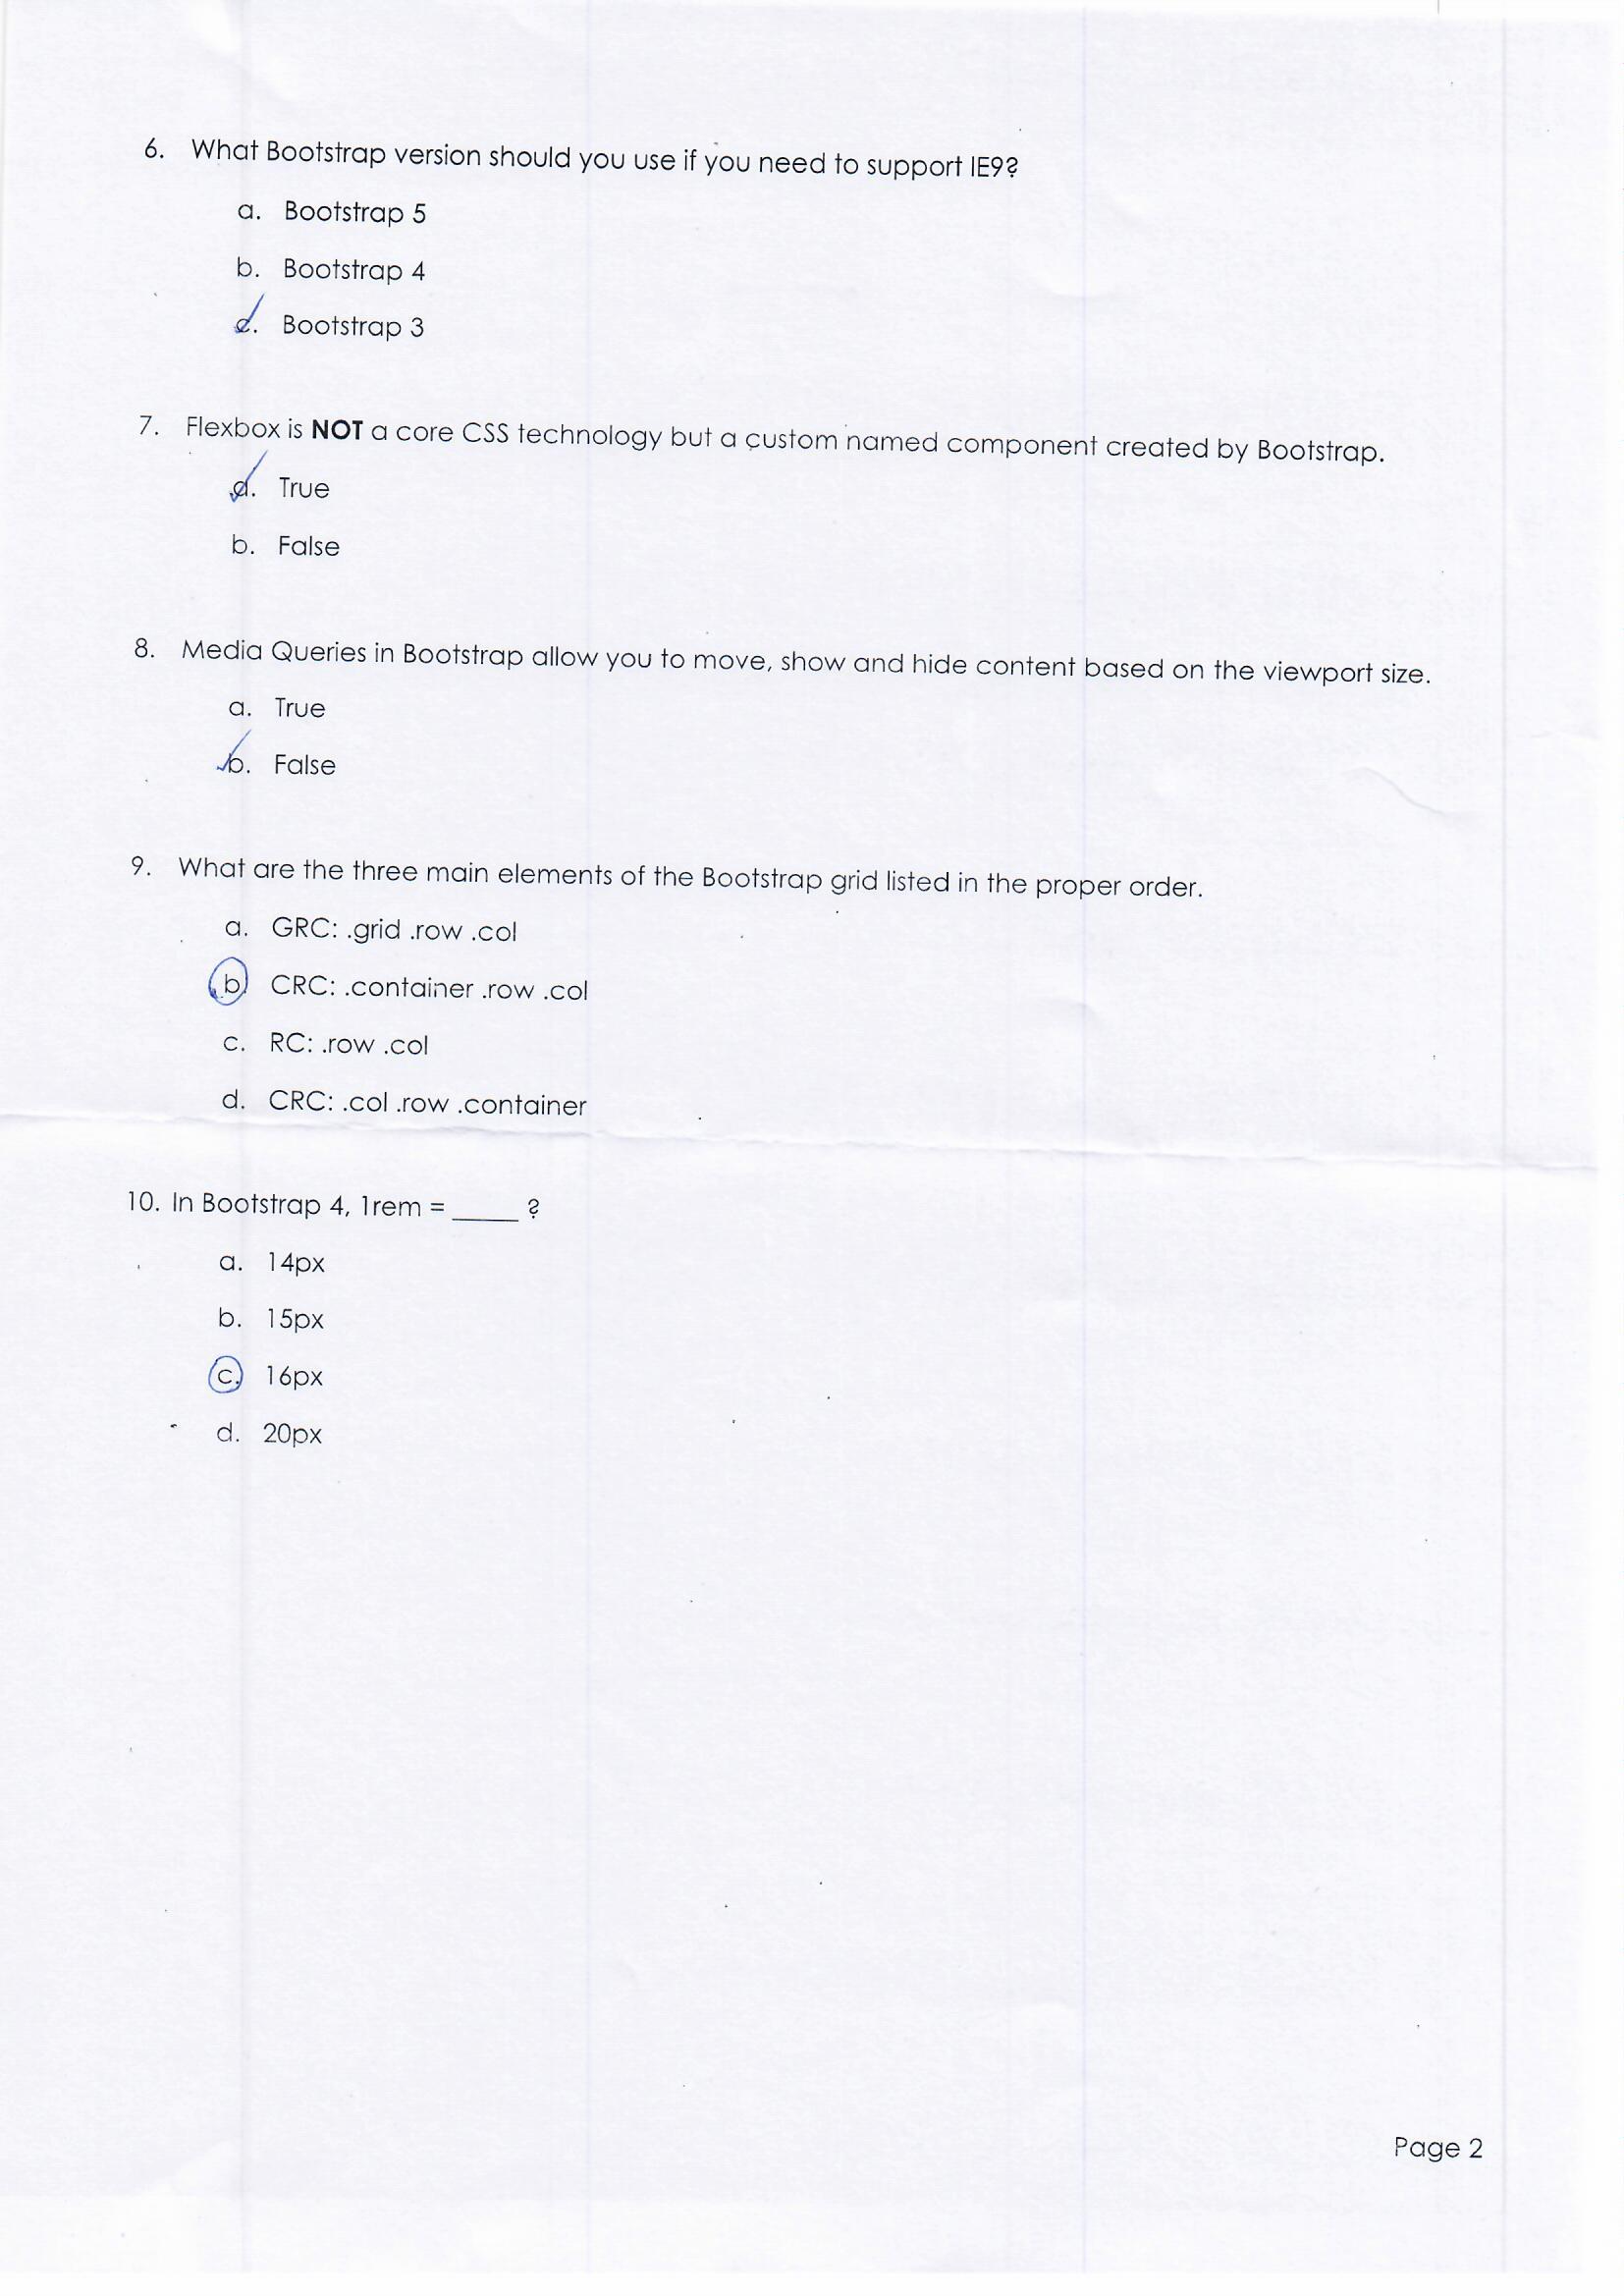 6. What Bootstrap version should you use if you need to support IE9?
a. Bootstrap 5
b. Bootstrap 4
c. Bootstrap 3
7. Flexbox is NOT a core CSS technology but a custom named component created by Bootstrap.
a. True
b. False
8. Media Queries in Bootstrap allow you to move, show and hide content based on the viewport size.
a. True
b. False
9. What are the three main elements of the Bootstrap grid listed in the proper order.
a. GRC: .grid .row .col
b. CRC: .container .row .col
c. RC: .row .col
d. CRC: .col .row .container
10. In Bootstrap 4, 1rem = _____ ?
a. 14px
b. 15px
c. 16px
d. 20px
Page 2